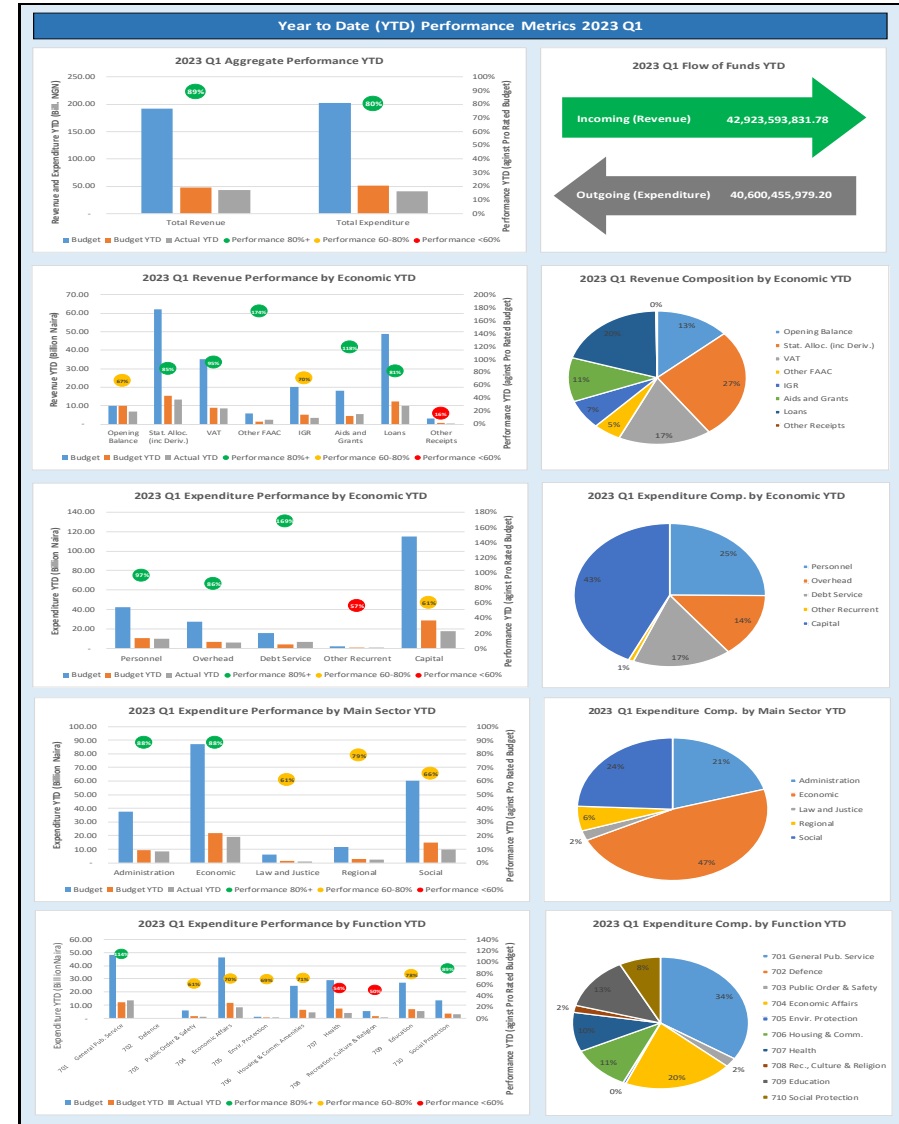 Year to Date (YTD) Performance Metrics 2023 Q1
2023 Q1 Aggregate Performance YTD
Revenue and Expenditure YTD (Bill, NGN)
250.00
200.00
150.00
100.00
50.00
-
89%
80%
100%
90%
80%
70%
60%
50%
40%
30%
20%
10%
0%
Performance YTD (aginst Pro Rated Budget)
Total Revenue
Total Expenditure
Budget
Budget YTD
Actual YTD
Performance 80%+
Performance 60-80%
Performance <60%
2023 Q1 Flow of Funds YTD
Incoming (Revenue) 42,923,593,831.78
Outgoing (Expenditure) 40,600,455,979.20
2023 Q1 Revenue Performance by Economic YTD
Revenue YTD (Billion Naira)
70.00
60.00
50.00
40.00
30.00
20.00
10.00
-
67%
85%
95%
174%
70%
118%
81%
16%
200%
180%
160%
140%
120%
100%
80%
60%
40%
20%
0%
Performance YTD (aginst Pro Rated Budget)
Opening Balance
Stat. Alloc. (inc Deriv.)
VAT
Other FAAC
IGR
Aids and Grants
Loans
Other Receipts
Budget
Budget YTD
Actual YTD
Performance 80%+
Performance 60-80%
Performance <60%
2023 Q1 Revenue Composition by Economic YTD
0%
13%
27%
17%
5%
7%
11%
Opening Balance
Stat. Alloc. (inc Deriv.)
VAT
Other FAAC
IGR
Aids and Grants
Loans
Other Receipts
2023 Q1 Expenditure Performance by Economic YTD
Expenditure YTD (Billion Naira)
140.00
120.00
100.00
80.00
60.00
40.00
20.00
-
97%
86%
169%
57%
61%
180%
160%
140%
120%
100%
80%
60%
40%
20%
0%
Performance YTD (aginst Pro Rated Budget)
Personnel
Overhead
Debt Service
Other Recurrent
Capital
Budget
Budget YTD
Actual YTD
Performance 80%+
Performance 60-80%
Performance <60%
2023 Q1 Expenditure Comp. by Economic YTD
25%
14%
17%
1%
43%
Personnel
Overhead
Debt Service
Other Recurrent
Capital
2023 Q1 Expenditure Performance by Main Sector YTD
Expenditure YTD (Billion Naira)
100.00
90.00
80.00
70.00
60.00
50.00
40.00
30.00
20.00
10.00
-
88%
88%
61%
79%
66%
100%
90%
80%
70%
60%
50%
40%
30%
20%
10%
0%
Performance YTD (aginst Pro Rated Budget)
Administration
Economic
Law and Justice
Regional
Social
Budget
Budget YTD
Actual YTD
Performance 80%+
Performance 60-80%
Performance <60%
2023 Q1 Expenditure Comp. by Main Sector YTD
21%
47%
2%
6%
24%
Administration
Economic
Law and Justice
Regional
Social
2023 Q1 Expenditure Performance by Function YTD
Expenditure YTD (Billion Naira)
60.00
50.00
40.00
30.00
20.00
10.00
-
114%
61%
70%
69%
71%
54%
50%
78%
89%
140%
120%
100%
80%
60%
40%
20%
0%
Performance YTD (aginst Pro Rated Budget)
701 General Pub. Service
702 Defence
703 Public Order & Safety
704 Economic Affairs
705 Envir. Protection
706 Housing & Comm. Amenities
707 Health
708 Recreation, Culture & Religion
709 Education
710 Social Protection
Budget
Budget YTD
Actual YTD
Performance 80%+
Performance 60-80%
Performance <60%
2023 Q1 Expenditure Comp. by Function YTD
34%
2%
20%
0%
11%
10%
2%
13%
8%
701 General Pub. Service
702 Defence
703 Public Order & Safety
704 Economic Affairs
705 Envir. Protection
706 Housing & Comm.
707 Health
708 Rec., Culture & Religion
709 Education
710 Social Protection